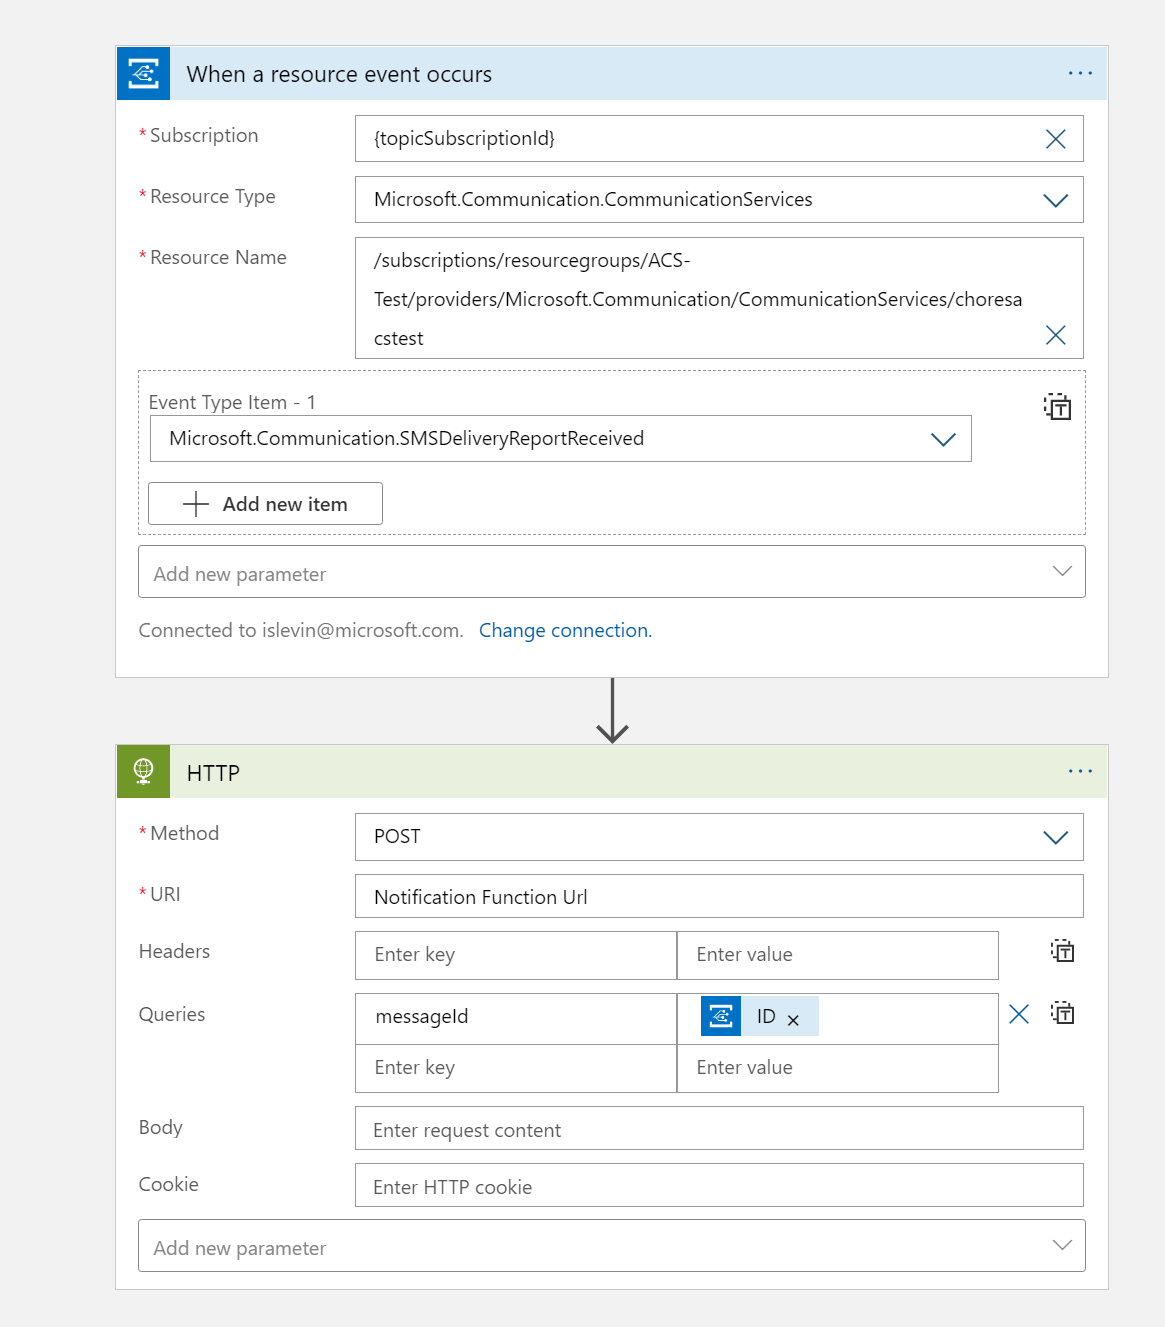 When a resource event occurs
* Subscription
{topicSubscriptionId}
* Resource Type
Microsoft.Communication.CommunicationServices
* Resource Name
/subscriptions/resourcegroups/ACS-
Test/providers/Microsoft.Communication/CommunicationServices/choresa
cstest
Event Type Item - 1
Microsoft.Communication.SMSDeliveryReportReceived
Add new item
Add new parameter
Connected to islevin@microsoft.com. Change connection.
HTTP
* Method
POST
* URI
Notification Function Url
Headers
Enter key
Enter value
Queries
messageId
ID
Enter key
Enter value
Body
Enter request content
Cookie
Enter HTTP cookie
Add new parameter